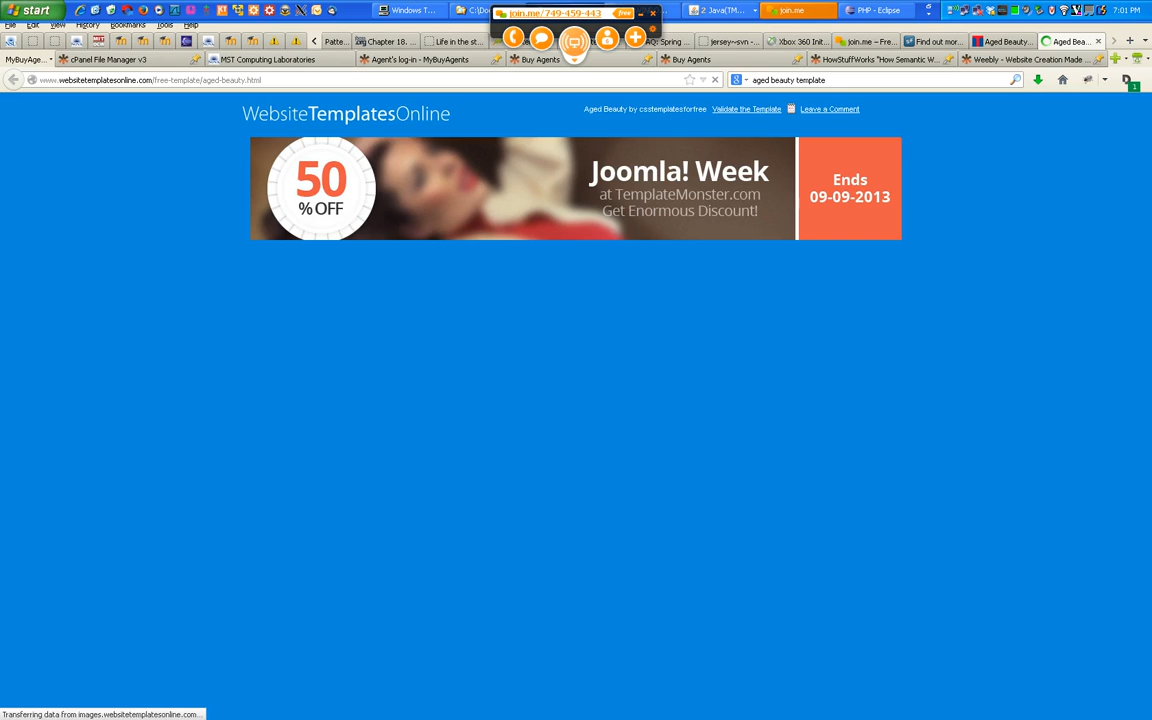 start
Windows T...
C:\Do
join.me/749-459-443
free
2 Java(TM...
join.me
PHP - Eclipse
7:01 PM
File Edit View History Bookmarks Tools Help
Patte...
Chapter 18. ...
Life in the st...
AQ: Spring ...
jersey~svn -...
Xbox 360 Init...
join.me – Fre...
Find out mor...
Aged Beauty...
Aged Bea...
MyBuyAge...
cPanel File Manager v3
MST Computing Laboratories
Agent's log-in - MyBuyAgents
Buy Agents
Buy Agents
HowStuffWorks "How Semantic W...
Weebly - Website Creation Made ...
www.websitetemplatesonline.com/free-template/aged-beauty.html
aged beauty template
1
WebsiteTemplatesOnline
Aged Beauty by csstemplatesforfree Validate the Template Leave a Comment
50
% OFF
Joomla! Week
at TemplateMonster.com
Get Enormous Discount!
Ends
09-09-2013
Transferring data from images.websitetemplatesonline.com...